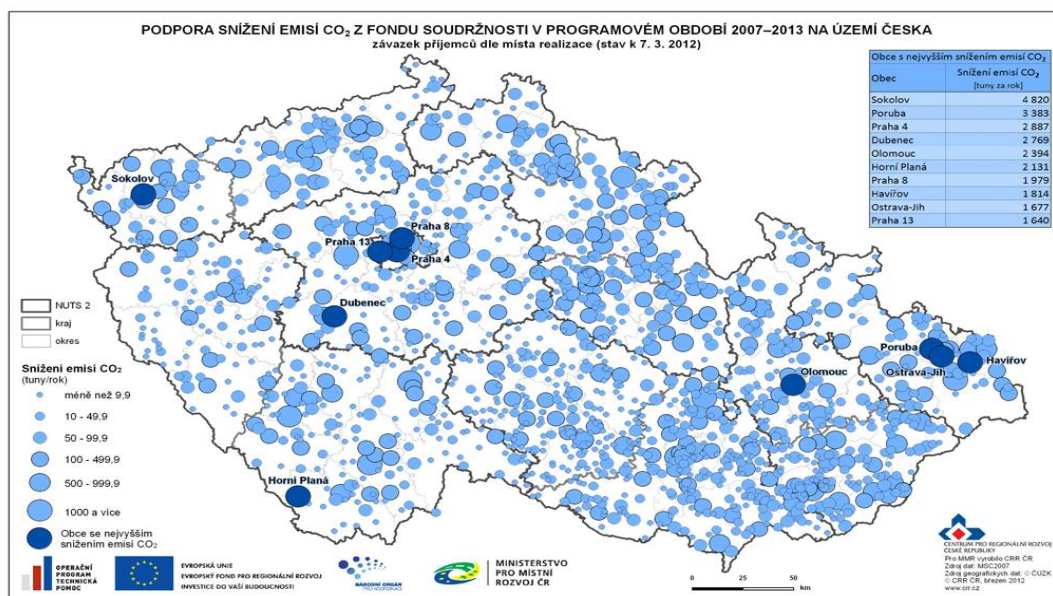 PODPORA SNÍŽENÍ EMISÍ CO₂ Z FONDU SOUDRŽNOSTI V PROGRAMOVÉM OBDOBÍ 2007–2013 NA ÚZEMÍ ČESKA
závazek příjemců dle místa realizace (stav k 7. 3. 2012)
Obce s nejvyšším snížením emisí CO₂
Obec Snížení emisí CO₂
[tuny za rok]
Sokolov 4 820
Poruba 3 383
Praha 4 2 887
Dubenec 2 769
Olomouc 2 394
Horní Planá 2 131
Praha 8 1 979
Havířov 1 814
Ostrava-Jih 1 677
Praha 13 1 640
Sokolov
Praha 8
Praha 13
Praha 4
Dubenec
Poruba
Havířov
Ostrava-Jih
Olomouc
Horní Planá
NUTS 2
kraj
okres
Snížení emisí CO₂
(tuny/rok)
méně než 9,9
10 - 49,9
50 - 99,9
100 - 499,9
500 - 999,9
1000 a více
Obce se nejvyšším
snížením emisí CO₂
OPERAČNÍ
PROGRAM
TECHNICKÁ
POMOC
EVROPSKÁ UNIE
EVROPSKÝ FOND PRO REGIONÁLNÍ ROZVOJ
INVESTICE DO VAŠÍ BUDOUCNOSTI
NÁRODNÍ ORGÁN
PRO KOORDINACI
MINISTERSTVO
PRO MÍSTNÍ
ROZVOJ ČR
0 25 50
km
CENTRUM PRO REGIONÁLNÍ ROZVOJ
ČESKÉ REPUBLIKY
Pro MMR vyrobilo CRR ČR
Zdroj dat: MSC2007
Zdroj geografických dat: © ČÚZK
© CRR ČR, březen 2012
www.crr.cz